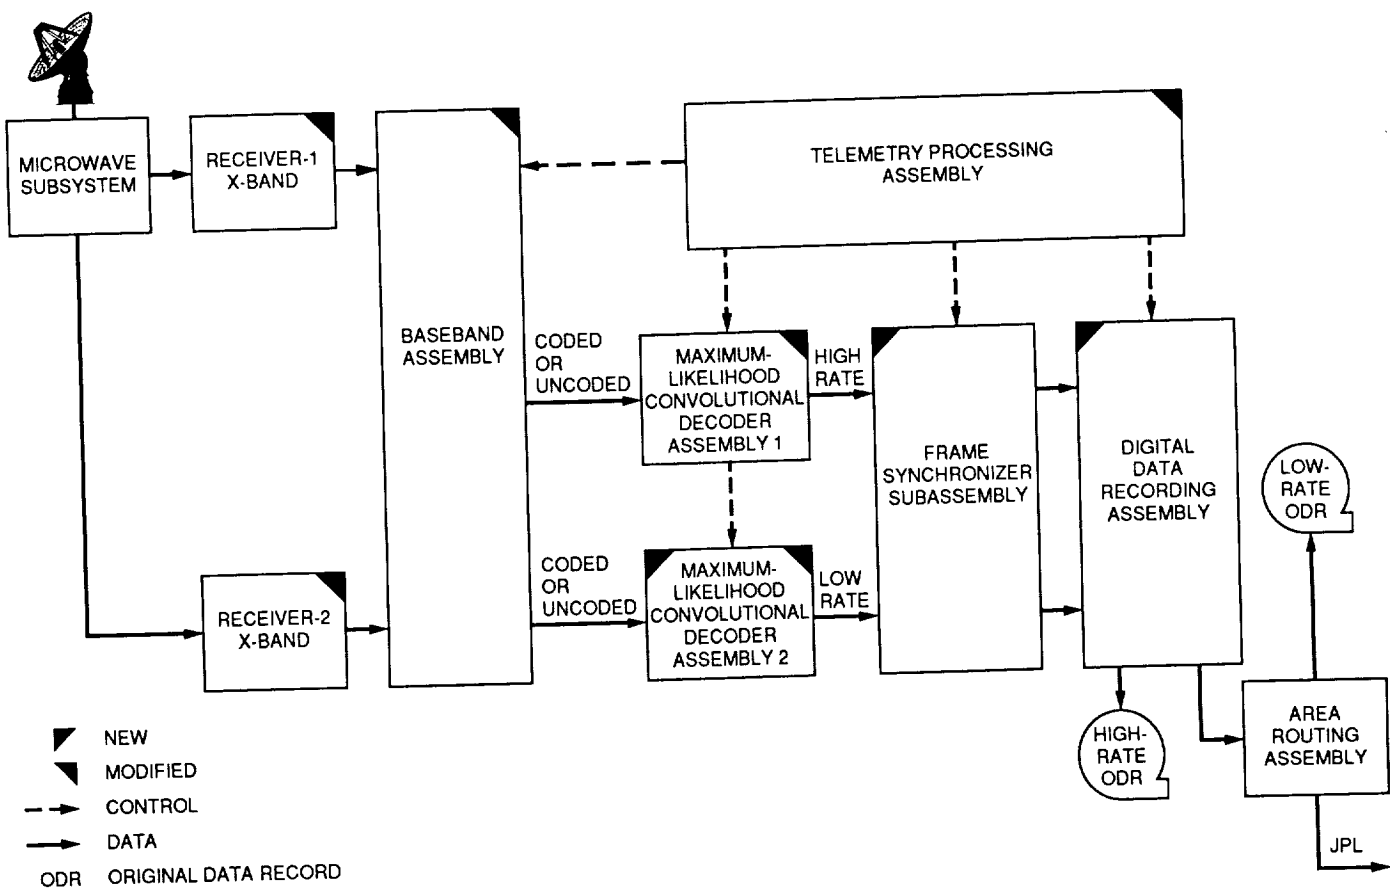 MICROWAVE
SUBSYSTEM
RECEIVER-1
X-BAND
TELEMETRY PROCESSING
ASSEMBLY
BASEBAND
ASSEMBLY
CODED
OR
UNCODED
MAXIMUM-
LIKELIHOOD
CONVOLUTIONAL
DECODER
ASSEMBLY 1
HIGH
RATE
FRAME
SYNCHRONIZER
SUBASSEMBLY
DIGITAL
DATA
RECORDING
ASSEMBLY
LOW-
RATE
ODR
RECEIVER-2
X-BAND
CODED
OR
UNCODED
MAXIMUM-
LIKELIHOOD
CONVOLUTIONAL
DECODER
ASSEMBLY 2
LOW
RATE
HIGH-
RATE
ODR
AREA
ROUTING
ASSEMBLY
JPL
NEW
MODIFIED
CONTROL
DATA
ODR ORIGINAL DATA RECORD